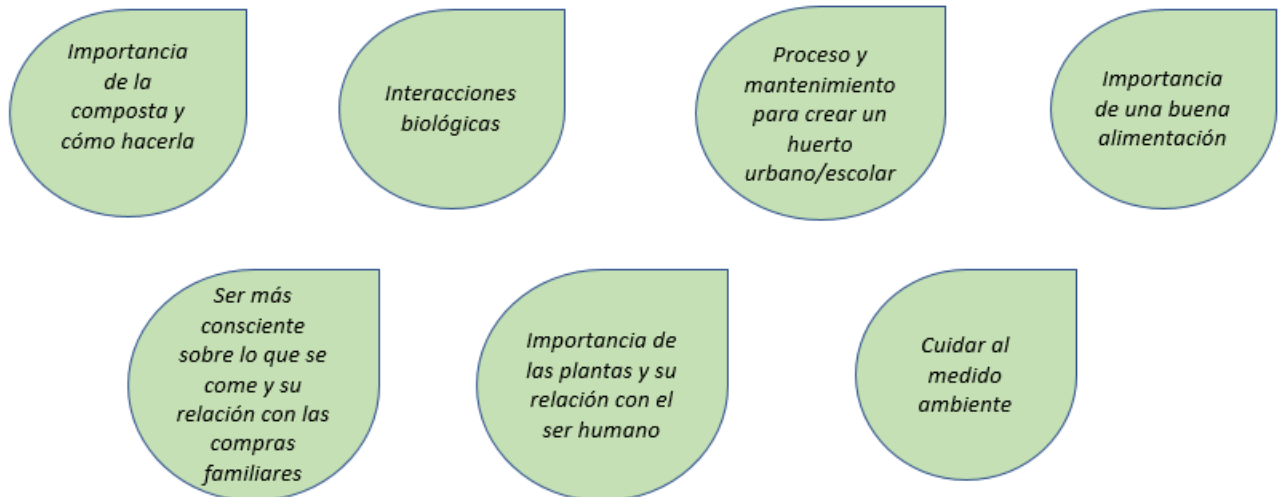 Importancia
de la
composta y
cómo hacerla
Interacciones
biológicas
Proceso y
mantenimiento
para crear un
huerto
urbano/escolar
Importancia
de una buena
alimentación
Ser más
consciente
sobre lo que se
come y su
relación con las
compras
familiares
Importancia de
las plantas y su
relación con el
ser humano
Cuidar al
medido
ambiente